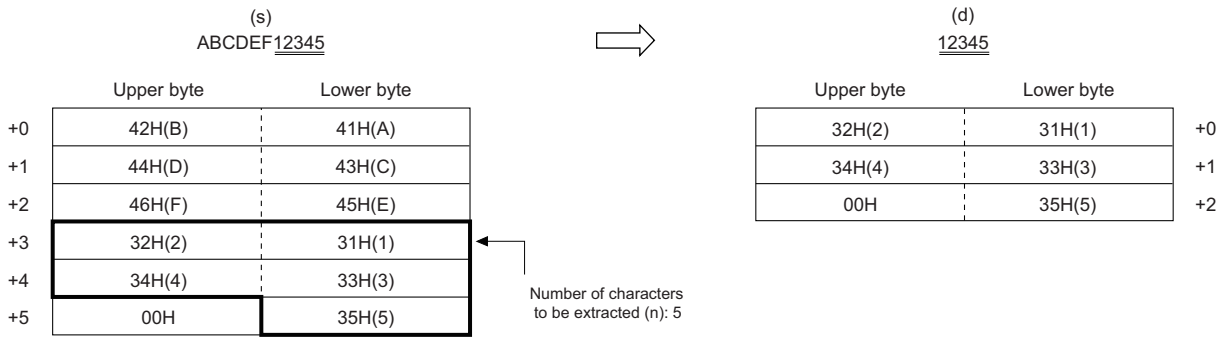 (s)
ABCDEF12345
Upper byte Lower byte
+0 42H(B) 41H(A)
+1 44H(D) 43H(C)
+2 46H(F) 45H(E)
+3 32H(2) 31H(1)
+4 34H(4) 33H(3)
+5 00H 35H(5)
Number of characters
to be extracted (n): 5
(d)
12345
Upper byte Lower byte
32H(2) 31H(1) +0
34H(4) 33H(3) +1
00H 35H(5) +2